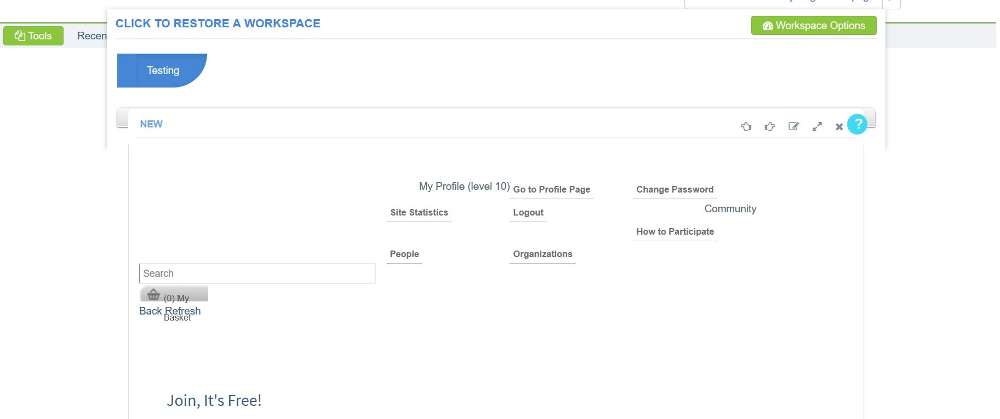 CLICK TO RESTORE A WORKSPACE
Workspace Options
Tools
Recen
Testing
NEW
?
My Profile (level 10)
Go to Profile Page
Change Password
Site Statistics
Logout
Community
How to Participate
People
Organizations
Search
(0) My
Basket
Back Refresh
Join, It's Free!